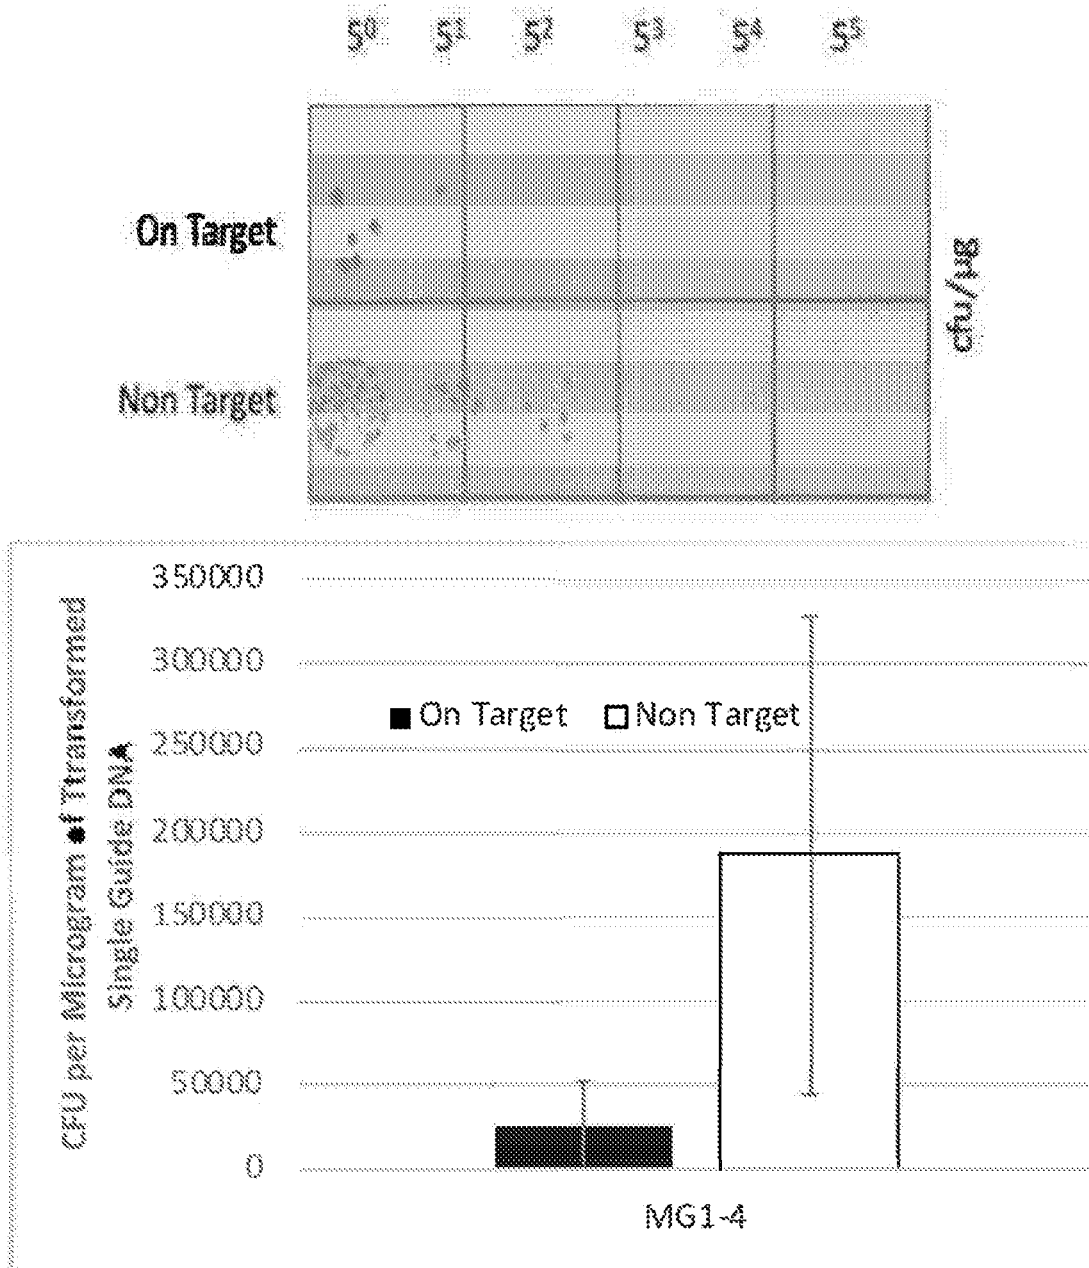 5⁰ 5¹ 5² 5³ 5⁴ 5⁵
On Target
cfu/μg
Non Target
350000
300000
250000
200000
150000
100000
50000
0
CFU per Microgram of Ttransformed
Single Guide DNA
On Target Non Target
MG1-4